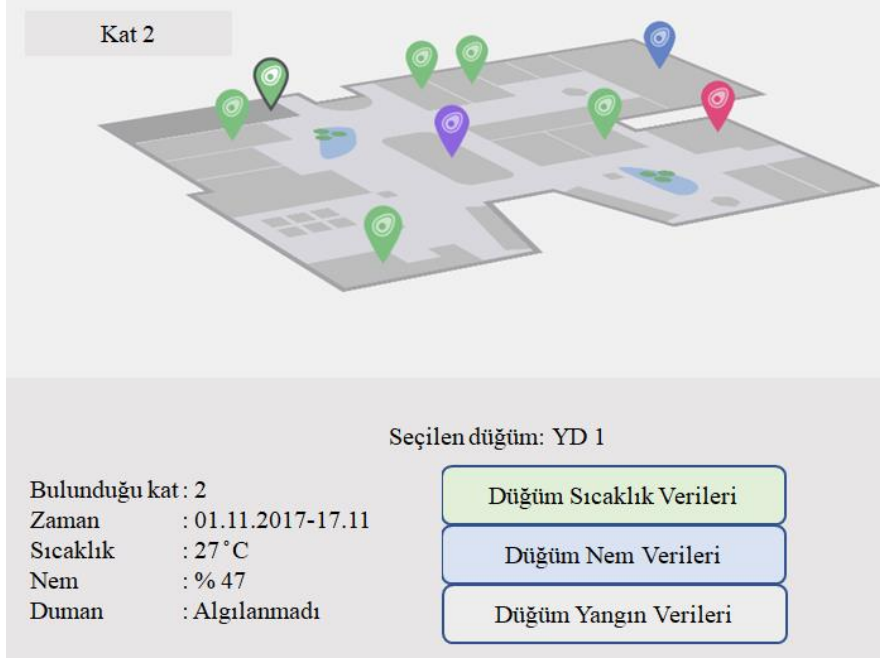 Kat 2
Seçilen düğüm: YD 1
Bulunduğu kat : 2
Zaman : 01.11.2017-17.11
Sıcaklık : 27˚C
Nem : % 47
Duman : Algılanmadı
Düğüm Sıcaklık Verileri
Düğüm Nem Verileri
Düğüm Yangın Verileri